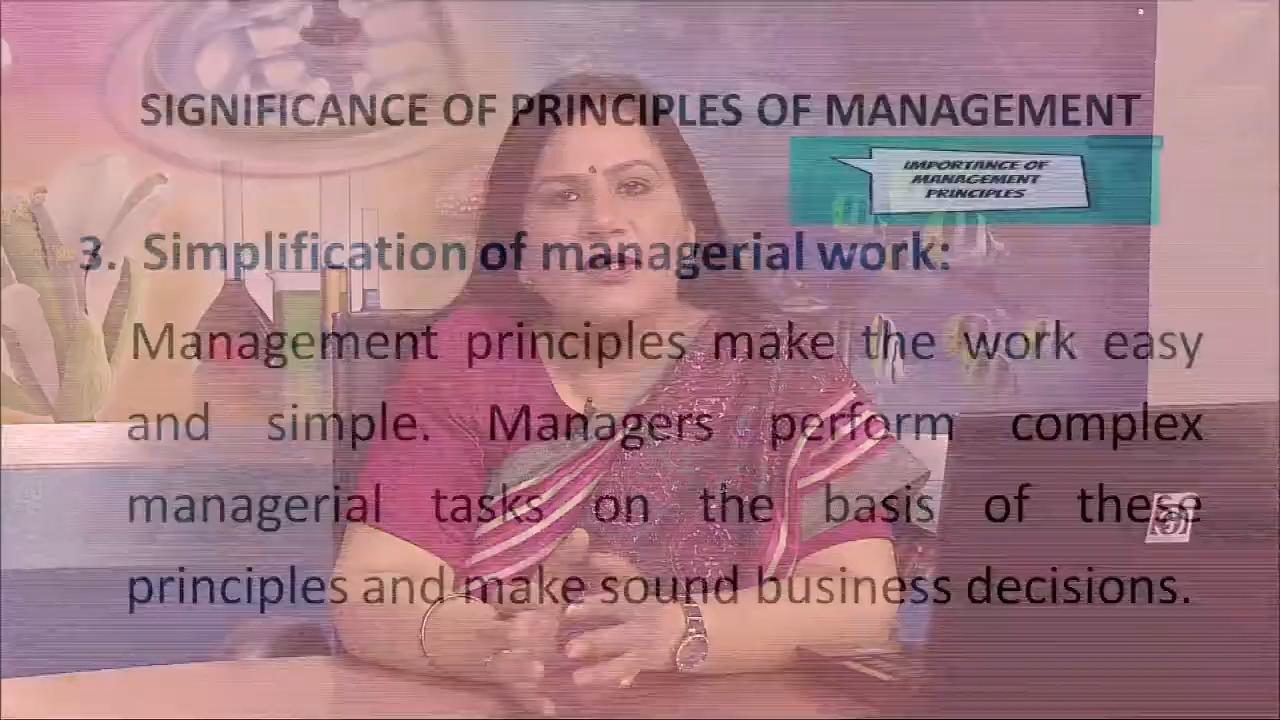 SIGNIFICANCE OF PRINCIPLES OF MANAGEMENT
IMPORTANCE OF
MANAGEMENT
PRINCIPLES
3. Simplification of managerial work:
Management principles make the work easy
and simple. Managers perform complex
managerial tasks on the basis of these
principles and make sound business decisions.